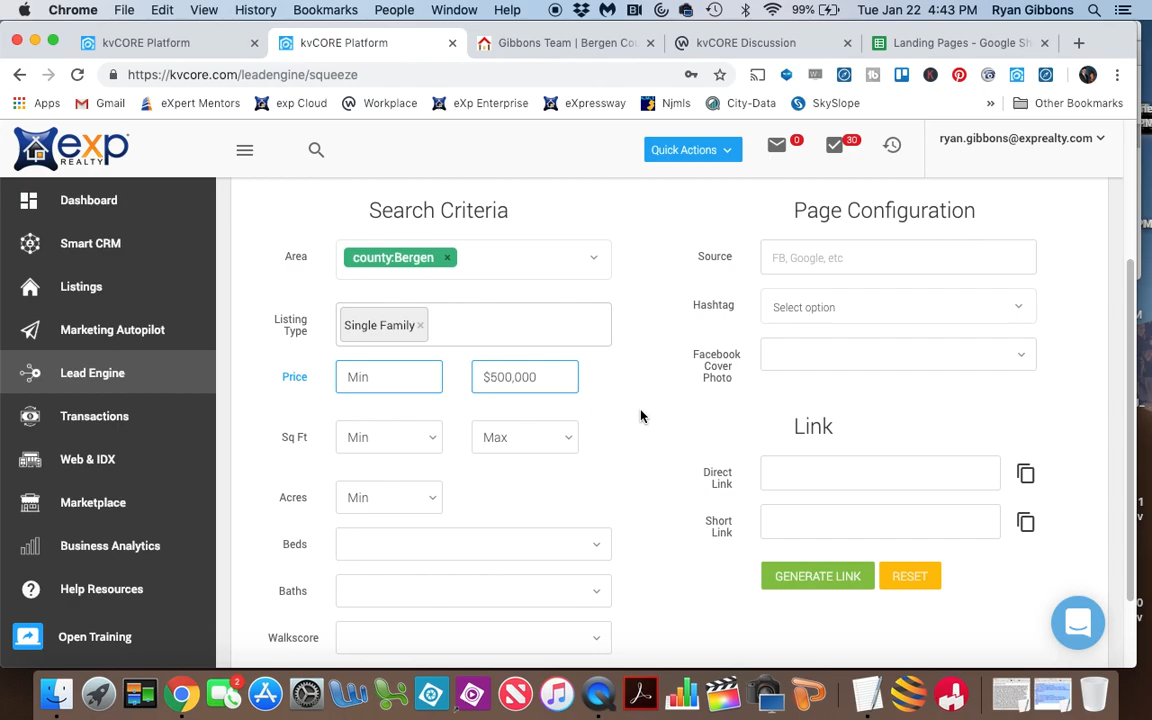 Chrome File Edit View History Bookmarks People Window Help 99% Tue Jan 22 4:43 PM Ryan Gibbons
kvCORE Platform kvCORE Platform Gibbons Team | Bergen Co kvCORE Discussion Landing Pages - Google Sh
https://kvcore.com/leadengine/squeeze
Apps Gmail eXpert Mentors exp Cloud Workplace eXp Enterprise eXpressway Njmls City-Data SkySlope » Other Bookmarks
exp REALTY Quick Actions 0 30 ryan.gibbons@exprealty.com
Dashboard
Smart CRM
Listings
Marketing Autopilot
Lead Engine
Transactions
Web & IDX
Marketplace
Business Analytics
Help Resources
Open Training
Search Criteria
Area county:Bergen ×
Listing Type Single Family ×
Price Min $500,000
Sq Ft Min Max
Acres Min
Beds
Baths
Walkscore
Page Configuration
Source FB, Google, etc
Hashtag Select option
Facebook Cover Photo
Link
Direct Link
Short Link
GENERATE LINK RESET
2